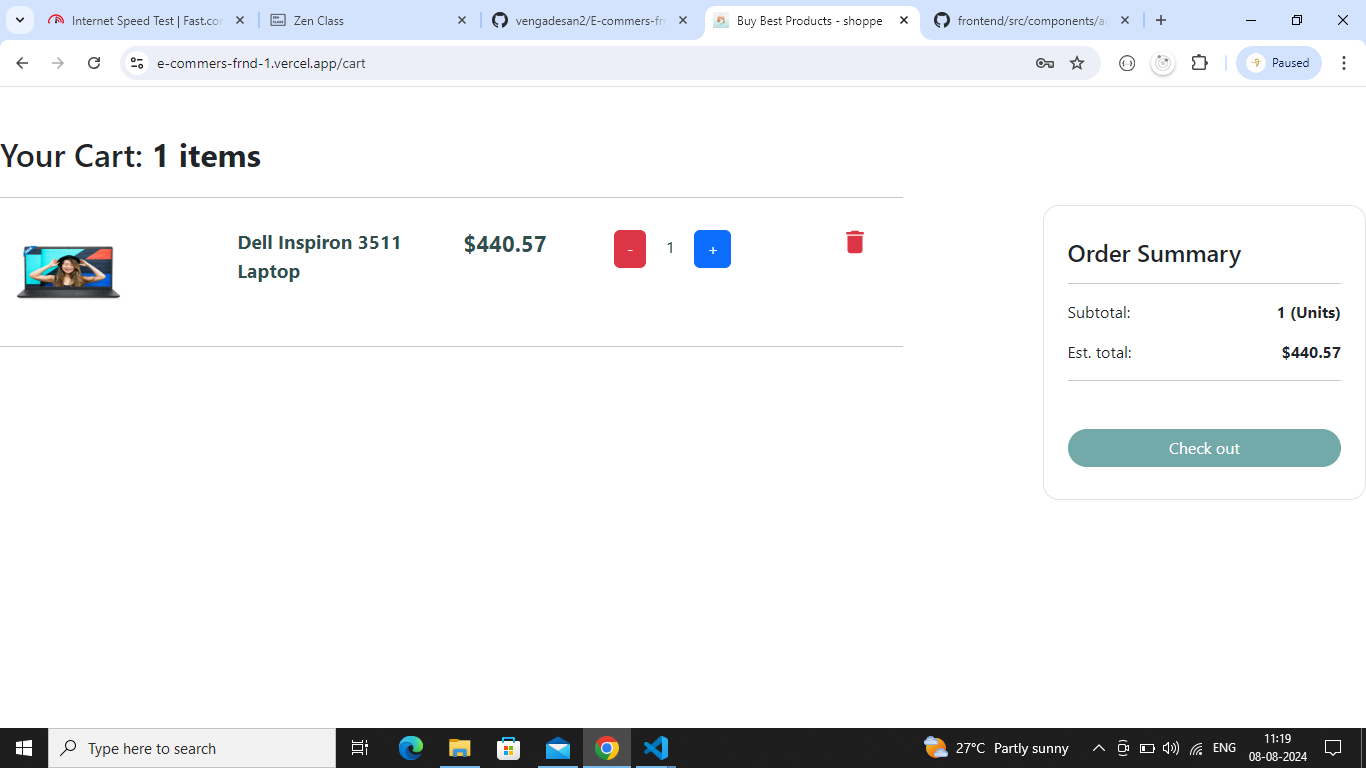 Internet Speed Test | Fast.co
Zen Class
vengadesan2/E-commers-fr
Buy Best Products - shoppe
frontend/src/components/ac
e-commers-frnd-1.vercel.app/cart
Paused
Your Cart: 1 items
Dell Inspiron 3511
Laptop
$440.57
-
1
+
Order Summary
Subtotal: 1 (Units)
Est. total: $440.57
Check out
Type here to search
27°C Partly sunny
ENG
11:19
08-08-2024